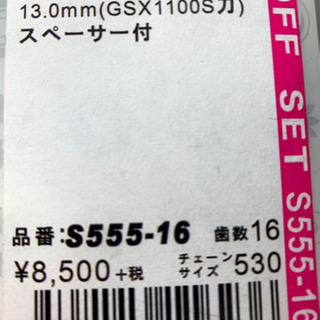 13.0mm(GSX1100S刀)
スペーサー付
品番:S555-16 歯数16
¥8,500+税 チェーンサイズ530
OFF SET S555-16